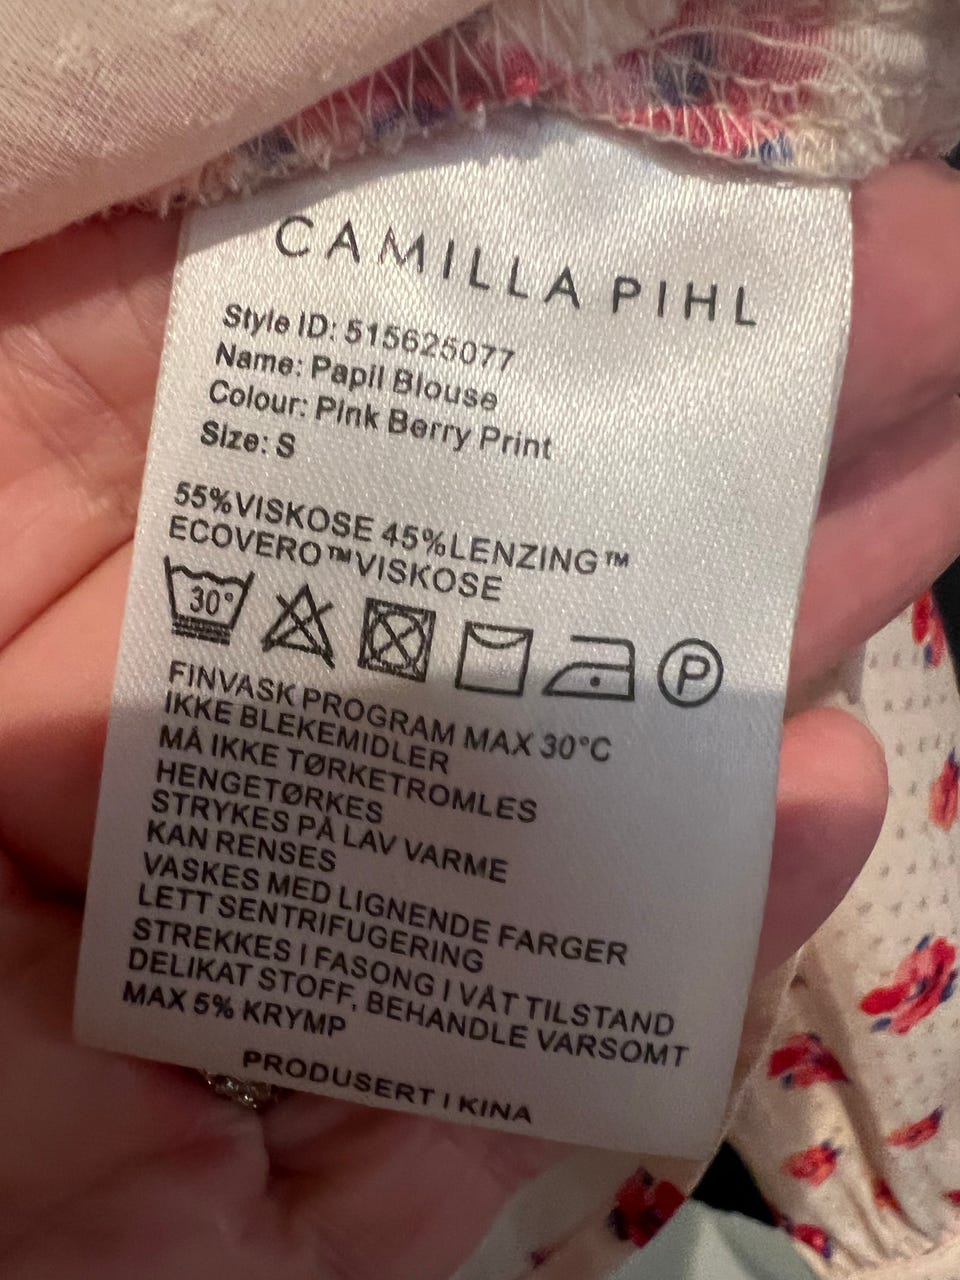 CAMILLA PIHL
Style ID: 515625077
Name: Papil Blouse
Colour: Pink Berry Print
Size: S
55%VISKOSE 45%LENZING™
ECOVERO™VISKOSE
30° P
FINVASK PROGRAM MAX 30°C
IKKE BLEKEMIDLER
MÅ IKKE TØRKETROMLES
HENGETØRKES
STRYKES PÅ LAV VARME
KAN RENSES
VASKES MED LIGNENDE FARGER
LETT SENTRIFUGERING
STREKKES I FASONG I VÅT TILSTAND
DELIKAT STOFF, BEHANDLE VARSOMT
MAX 5% KRYMP
PRODUSERT I KINA